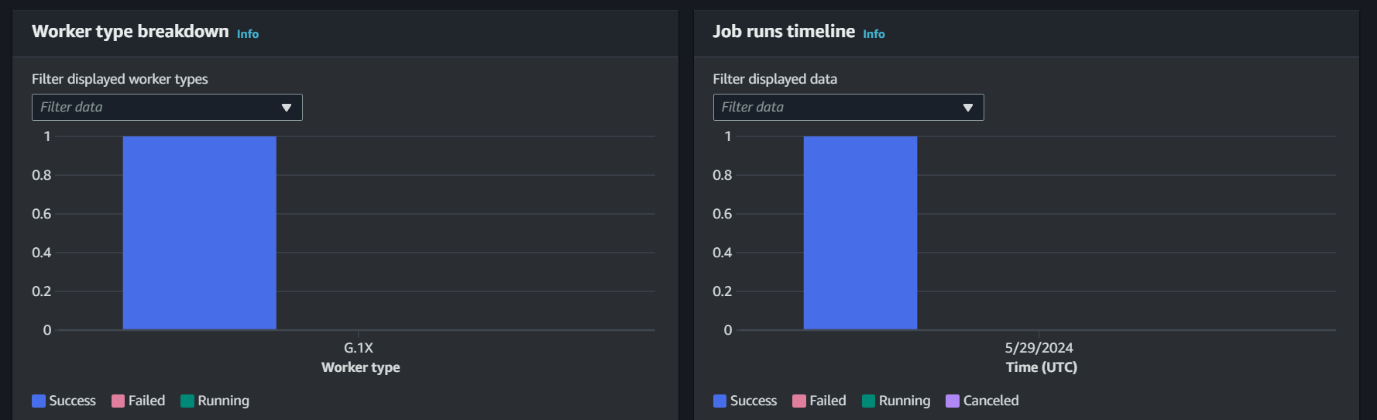 Worker type breakdown Info
Filter displayed worker types
Filter data
1
0.8
0.6
0.4
0.2
0
G.1X
Worker type
Success Failed Running
Job runs timeline Info
Filter displayed data
Filter data
1
0.8
0.6
0.4
0.2
0
5/29/2024
Time (UTC)
Success Failed Running Canceled